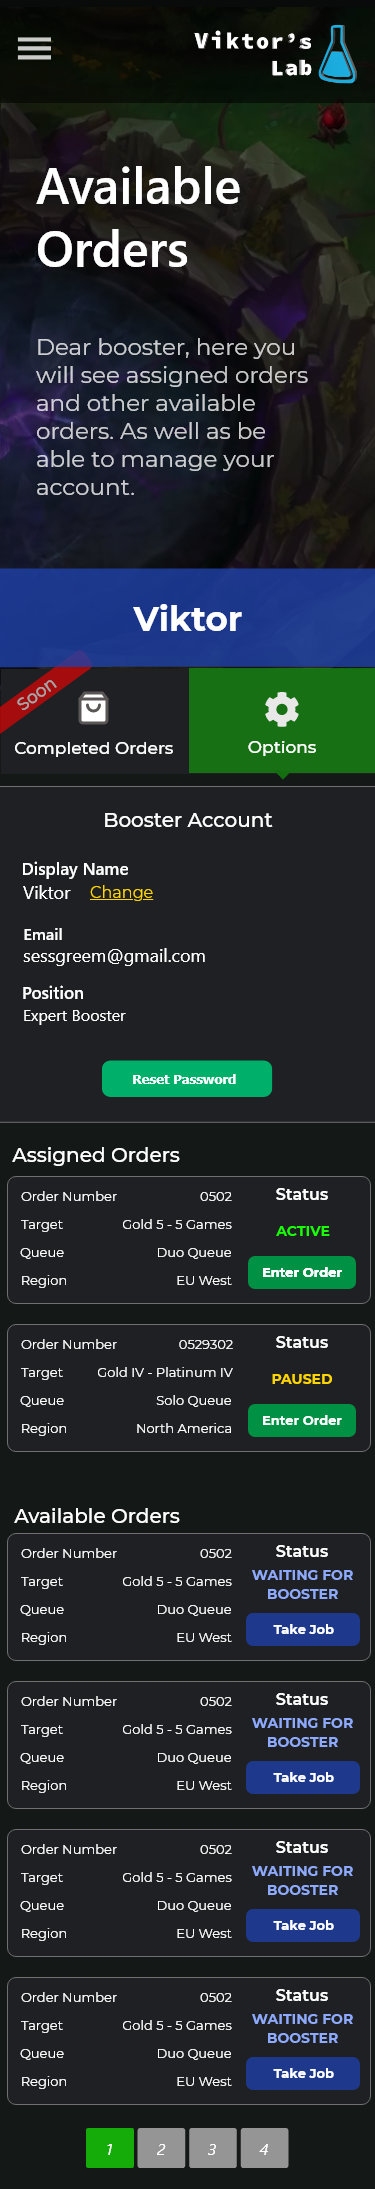 Viktor's
Lab
Available
Orders
Dear booster, here you
will see assigned orders
and other available
orders. As well as be
able to manage your
account.
Viktor
Soon
Completed Orders
Options
Booster Account
Display Name
Viktor Change
Email
sessgreem@gmail.com
Position
Expert Booster
Reset Password
Assigned Orders
Order Number 0502
Target Gold 5 - 5 Games
Queue Duo Queue
Region EU West
Status
ACTIVE
Enter Order
Order Number 0529302
Target Gold IV - Platinum IV
Queue Solo Queue
Region North America
Status
PAUSED
Enter Order
Available Orders
Order Number 0502
Target Gold 5 - 5 Games
Queue Duo Queue
Region EU West
Status
WAITING FOR
BOOSTER
Take Job
Order Number 0502
Target Gold 5 - 5 Games
Queue Duo Queue
Region EU West
Status
WAITING FOR
BOOSTER
Take Job
Order Number 0502
Target Gold 5 - 5 Games
Queue Duo Queue
Region EU West
Status
WAITING FOR
BOOSTER
Take Job
Order Number 0502
Target Gold 5 - 5 Games
Queue Duo Queue
Region EU West
Status
WAITING FOR
BOOSTER
Take Job
1 2 3 4